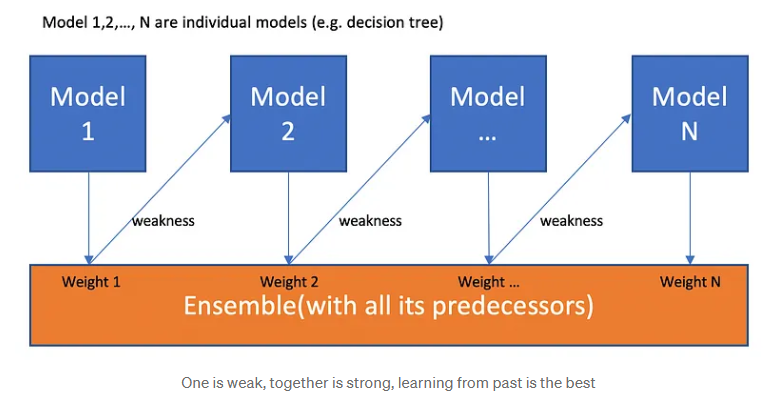 Model 1,2,..., N are individual models (e.g. decision tree)
Model
1
Model
2
Model
...
Model
N
weakness
weakness
weakness
Weight 1
Weight 2
Weight ...
Weight N
Ensemble(with all its predecessors)
One is weak, together is strong, learning from past is the best